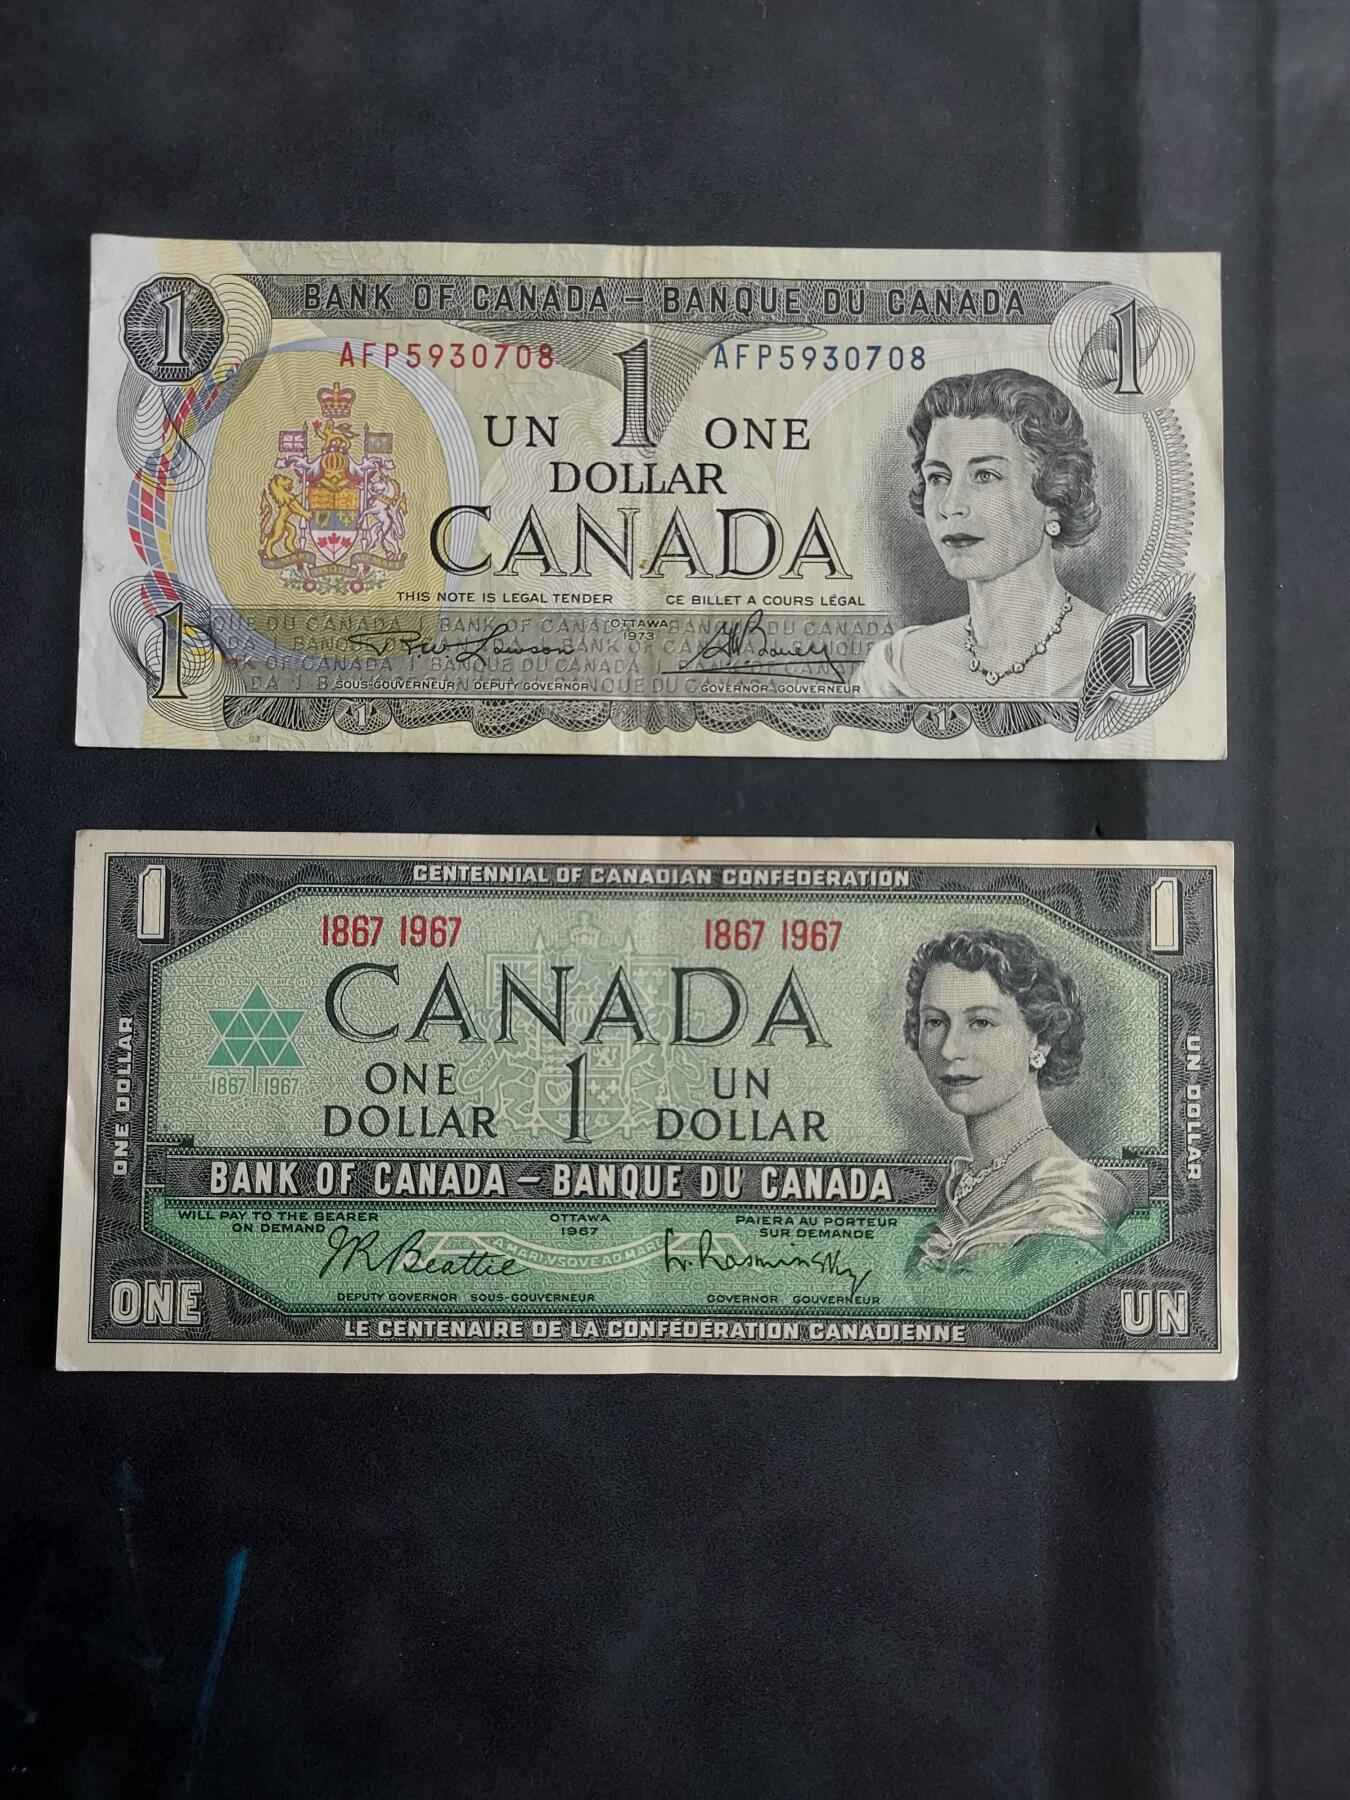 1
BANK OF CANADA – BANQUE DU CANADA
1
AFP5930708 AFP5930708
UN 1 ONE
DOLLAR
CANADA
THIS NOTE IS LEGAL TENDER CE BILLET A COURS LÉGAL
OTTAWA
1973
1
1
SOUS-GOUVERNEUR DEPUTY GOVERNOR GOVERNOR GOUVERNEUR
1 1
1 CENTENNIAL OF CANADIAN CONFEDERATION 1
1867 1967 1867 1967
CANADA
1867 1967
ONE 1 UN
DOLLAR DOLLAR
ONE DOLLAR
UN DOLLAR
BANK OF CANADA – BANQUE DU CANADA
WILL PAY TO THE BEARER OTTAWA PAIERA AU PORTEUR
ON DEMAND 1967 SUR DEMANDE
J.R.Beattie L. Rasminsky
DEPUTY GOVERNOR SOUS-GOUVERNEUR GOVERNOR GOUVERNEUR
ONE UN
LE CENTENAIRE DE LA CONFÉDÉRATION CANADIENNE